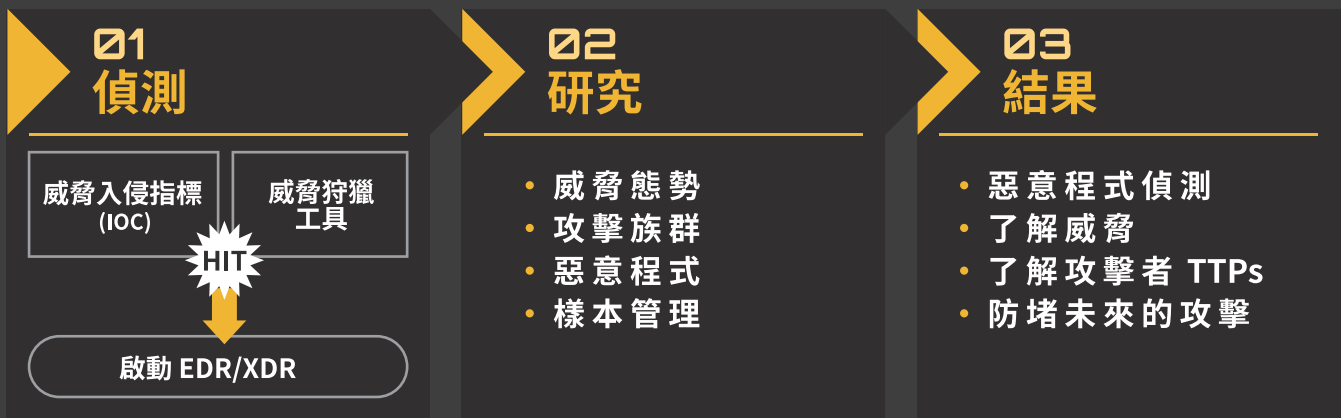 01
偵測
威脅入侵指標
(IOC)
威脅狩獵
工具
HIT
啟動 EDR/XDR
02
研究
• 威脅態勢
• 攻擊族群
• 惡意程式
• 樣本管理
03
結果
• 惡意程式偵測
• 了解威脅
• 了解攻擊者 TTPs
• 防堵未來的攻擊